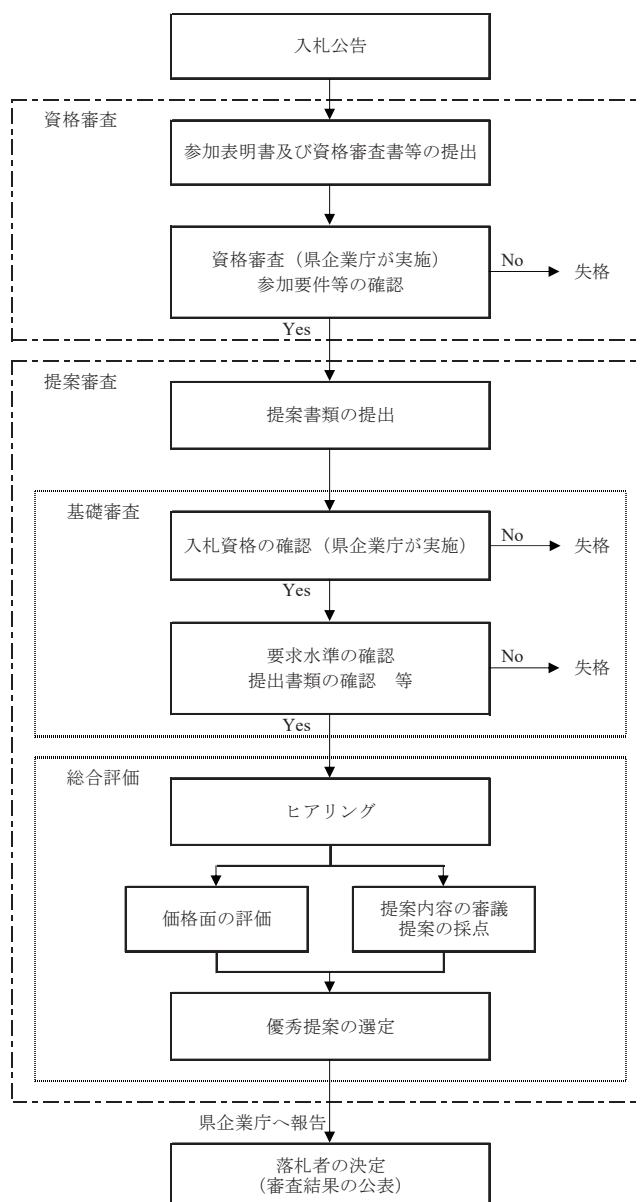 入札公告
資格審査
参加表明書及び資格審査書等の提出
資格審査（県企業庁が実施）
参加要件等の確認
No
失格
Yes
提案審査
提案書類の提出
基礎審査
入札資格の確認（県企業庁が実施）
No
失格
Yes
要求水準の確認
提出書類の確認　等
No
失格
Yes
総合評価
ヒアリング
価格面の評価
提案内容の審議
提案の採点
優秀提案の選定
県企業庁へ報告
落札者の決定
（審査結果の公表）